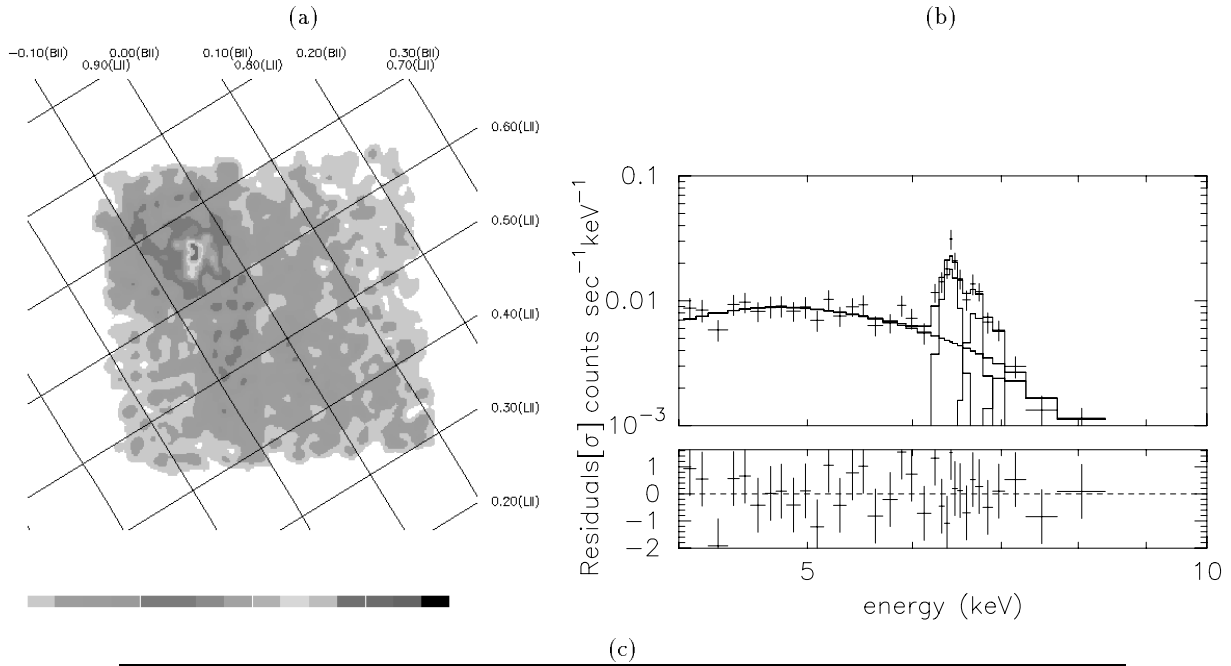 (a)
(b)
−0.10(BII) 0.00(BII) 0.10(BII) 0.20(BII) 0.30(BII)
0.90(LII) 0.80(LII) 0.70(LII)
0.60(LII)
0.50(LII)
0.40(LII)
0.30(LII)
0.20(LII)
counts sec−1keV−1
0.1
0.01
10−3
Residuals[σ]
1
0
−1
−2
5 10
energy (keV)
(c)